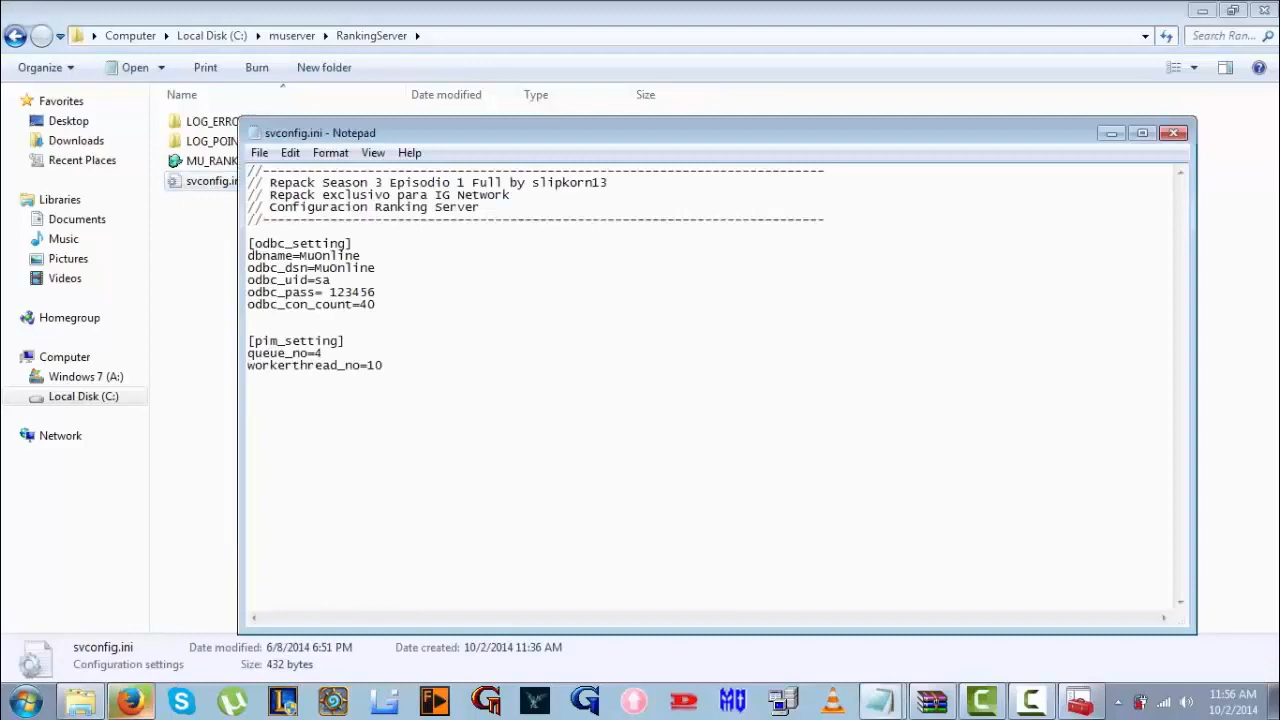 Computer Local Disk (C:) muserver RankingServer Search Ran...
Organize Open Print Burn New folder
Favorites
Desktop
Downloads
Recent Places
Libraries
Documents
Music
Pictures
Videos
Homegroup
Computer
Windows 7 (A:)
Local Disk (C:)
Network
Name Date modified Type Size
LOG_ERRO
LOG_POIN
MU_RANK
svconfig.in
svconfig.ini - Notepad
File Edit Format View Help
//---------------------------------------------------------------------------
// Repack Season 3 Episodio 1 Full by slipkorn13
// Repack exclusivo para IG Network
// Configuracion Ranking Server
//---------------------------------------------------------------------------
[odbc_setting]
dbname=MuOnline
odbc_dsn=MuOnline
odbc_uid=sa
odbc_pass= 123456
odbc_con_count=40
[pim_setting]
queue_no=4
workerthread_no=10
svconfig.ini Date modified: 6/8/2014 6:51 PM Date created: 10/2/2014 11:36 AM
Configuration settings Size: 432 bytes
11:56 AM
10/2/2014